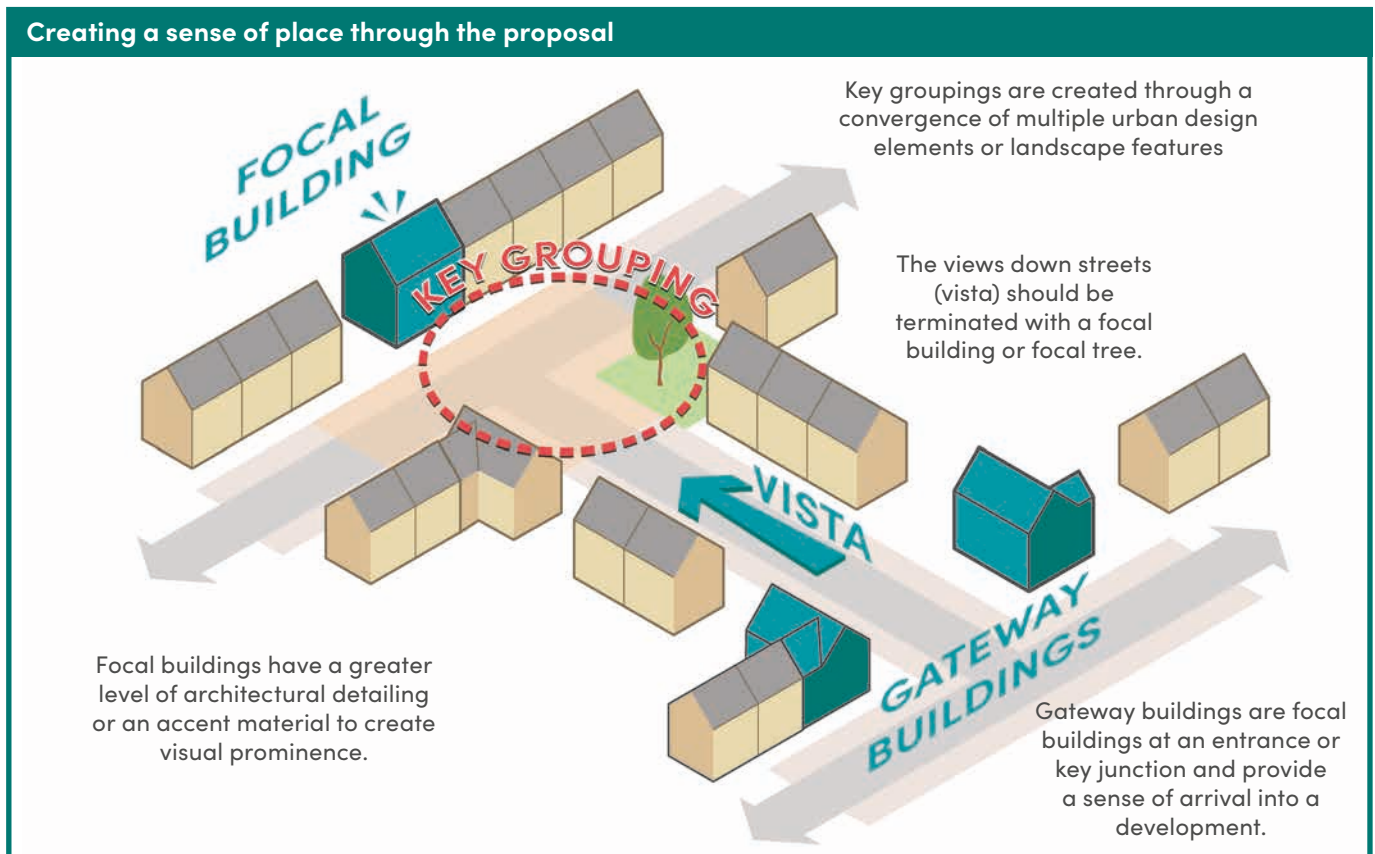 Creating a sense of place through the proposal
FOCAL
BUILDING
Key groupings are created through a
convergence of multiple urban design
elements or landscape features
KEY GROUPING
The views down streets
(vista) should be
terminated with a focal
building or focal tree.
VISTA
GATEWAY
BUILDINGS
Focal buildings have a greater
level of architectural detailing
or an accent material to create
visual prominence.
Gateway buildings are focal
buildings at an entrance or
key junction and provide
a sense of arrival into a
development.